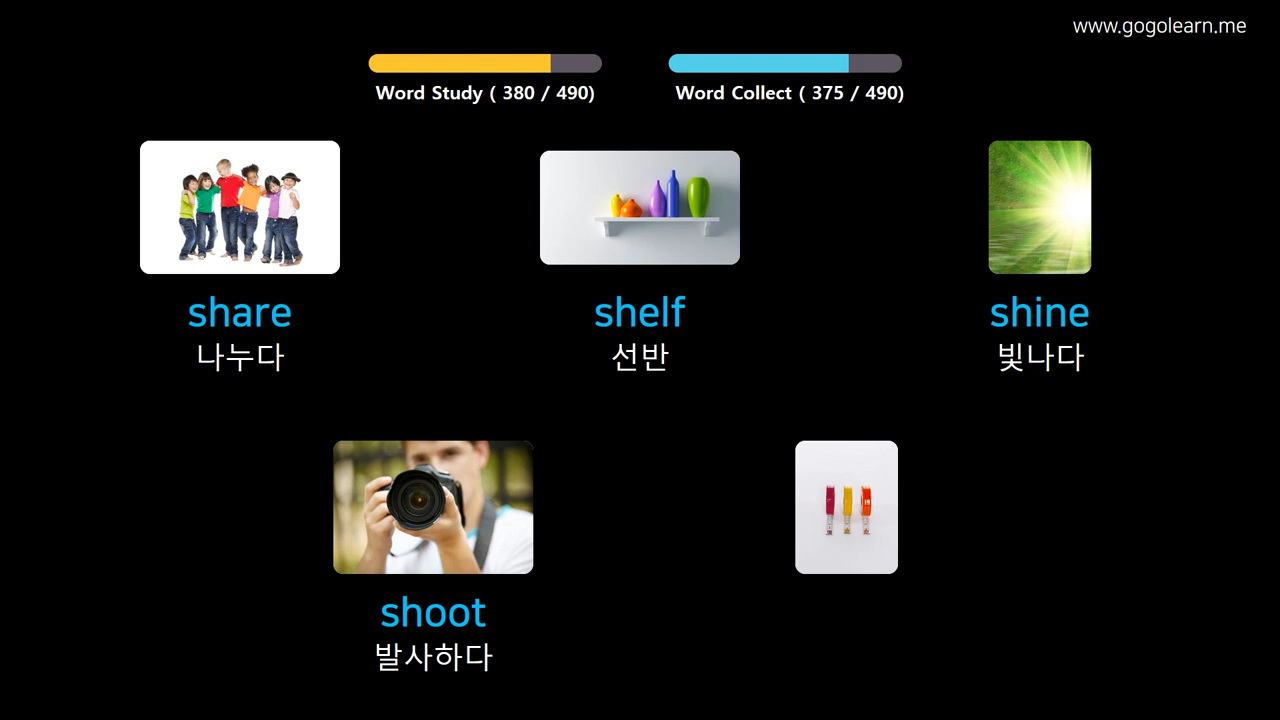 www.gogolearn.me
Word Study ( 380 / 490)
Word Collect ( 375 / 490)
share
나누다
shelf
선반
shine
빛나다
shoot
발사하다